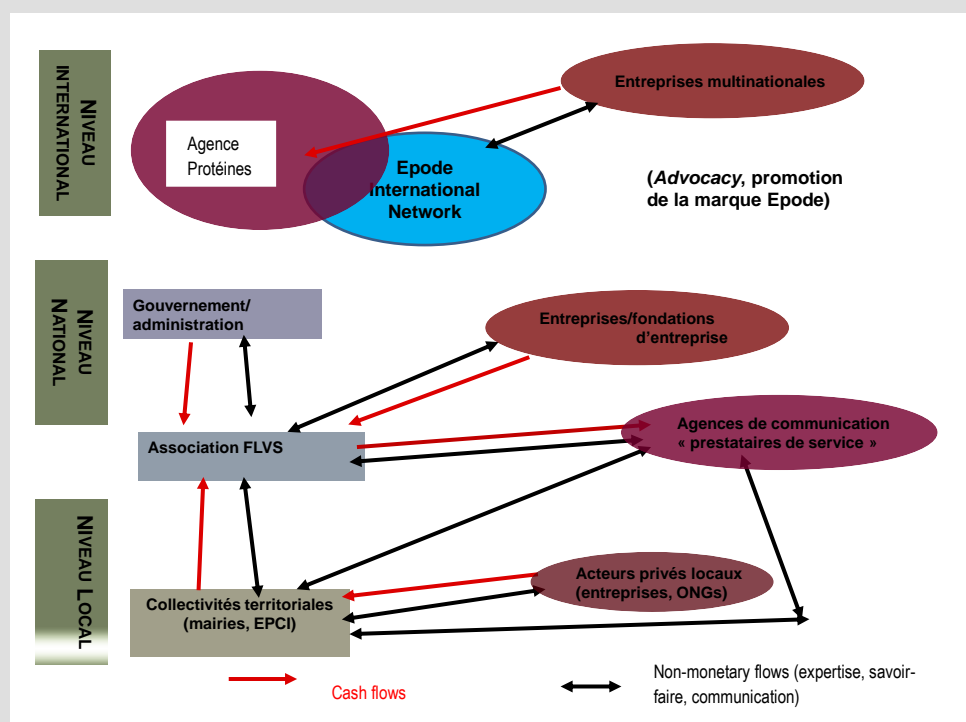 NIVEAU
INTERNATIONAL
Agence
Protéines
Epode
International
Network
Entreprises multinationales
(Advocacy, promotion
de la marque Epode)
NIVEAU
NATIONAL
Gouvernement/
administration
Entreprises/fondations
d'entreprise
Association FLVS
Agences de communication
« prestataires de service »
NIVEAU LOCAL
Collectivités territoriales
(mairies, EPCI)
Acteurs privés locaux
(entreprises, ONGs)
Cash flows
Non-monetary flows (expertise, savoir-
faire, communication)